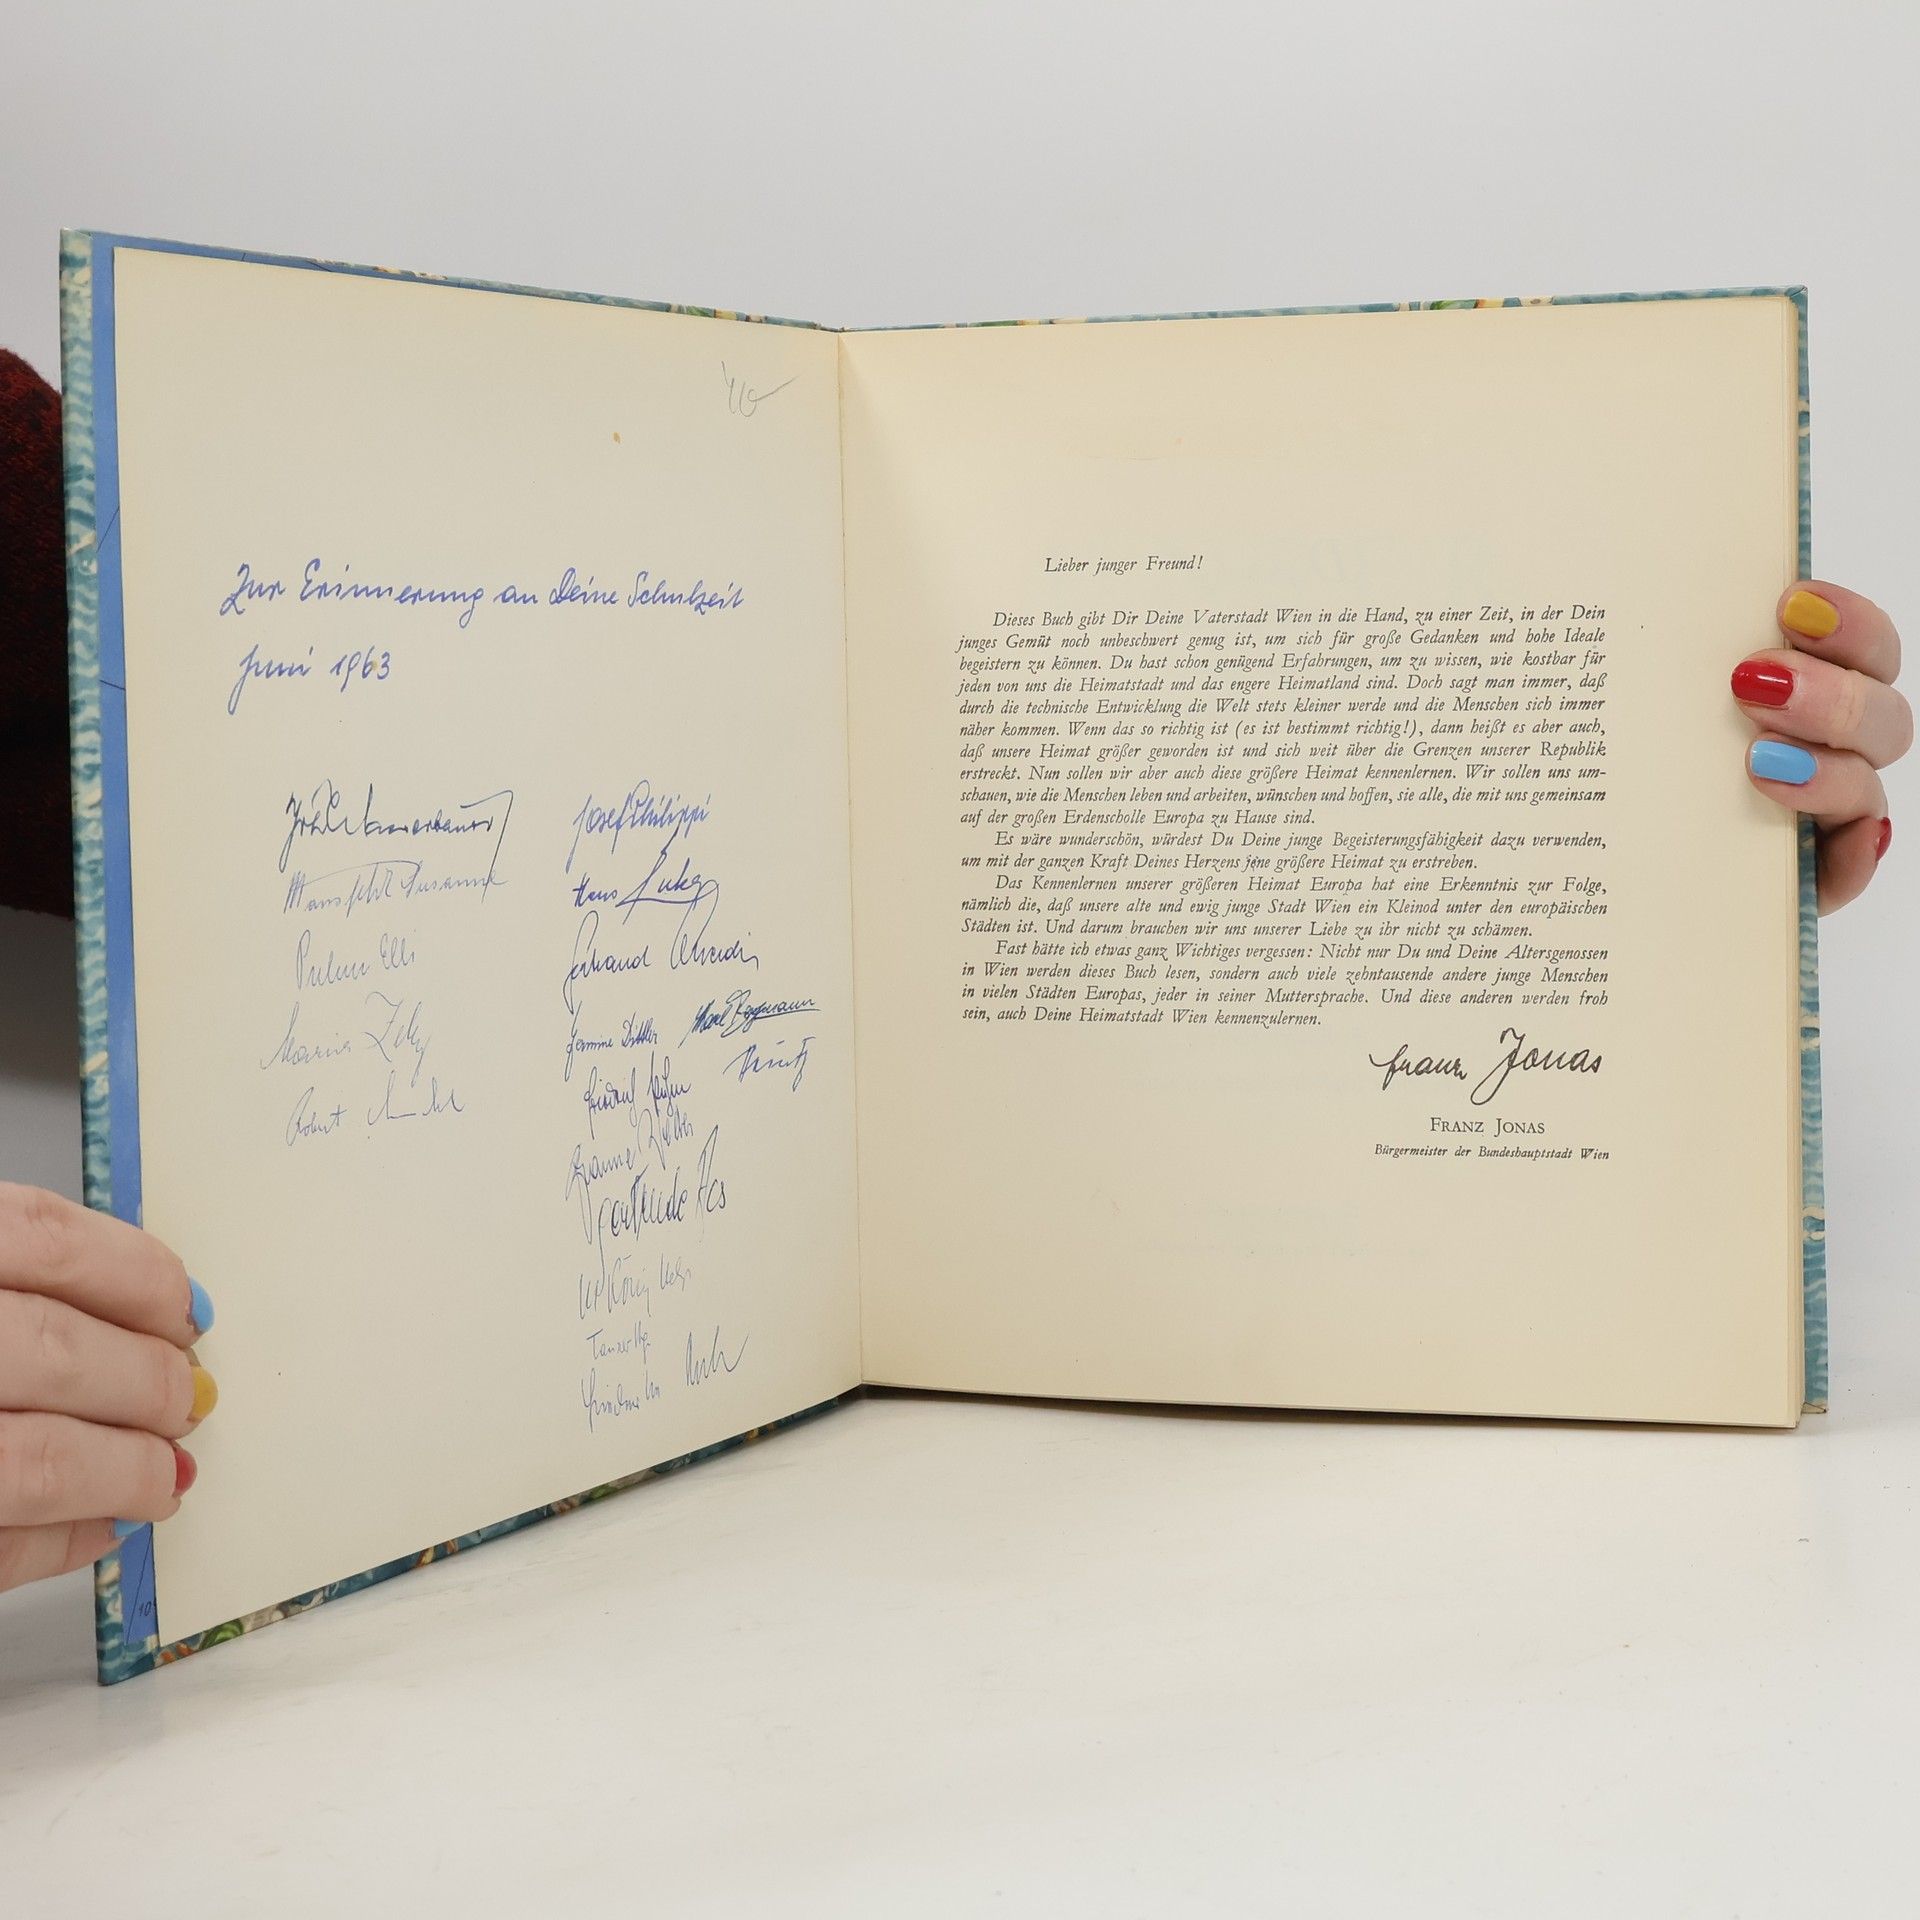 Zur Erinnerung an Deine Schulzeit
Juni 1963
Susanne
Elli
Maria
Robert
Josef Philippi
Hans
Gertrude
10
Lieber junger Freund!
Dieses Buch gibt Dir Deine Vaterstadt Wien in die Hand, zu einer Zeit, in der Dein
junges Gemüt noch unbeschwert genug ist, um sich für große Gedanken und hohe Ideale
begeistern zu können. Du hast schon genügend Erfahrungen, um zu wissen, wie kostbar für
jeden von uns die Heimatstadt und das engere Heimatland sind. Doch sagt man immer, daß
durch die technische Entwicklung die Welt stets kleiner werde und die Menschen sich immer
näher kommen. Wenn das so richtig ist (es ist bestimmt richtig!), dann heißt es aber auch,
daß unsere Heimat größer geworden ist und sich weit über die Grenzen unserer Republik
erstreckt. Nun sollen wir aber auch diese größere Heimat kennenlernen. Wir sollen uns um-
schauen, wie die Menschen leben und arbeiten, wünschen und hoffen, sie alle, die mit uns gemeinsam
auf der großen Erdenscholle Europa zu Hause sind.
Es wäre wunderschön, würdest Du Deine junge Begeisterungsfähigkeit dazu verwenden,
um mit der ganzen Kraft Deines Herzens jene größere Heimat zu erstreben.
Das Kennenlernen unserer größeren Heimat Europa hat eine Erkenntnis zur Folge,
nämlich die, daß unsere alte und ewig junge Stadt Wien ein Kleinod unter den europäischen
Städten ist. Und darum brauchen wir uns unserer Liebe zu ihr nicht zu schämen.
Fast hätte ich etwas ganz Wichtiges vergessen: Nicht nur Du und Deine Altersgenossen
in Wien werden dieses Buch lesen, sondern auch viele zehntausende andere junge Menschen
in vielen Städten Europas, jeder in seiner Muttersprache. Und diese anderen werden froh
sein, auch Deine Heimatstadt Wien kennenzulernen.
Franz Jonas
FRANZ JONAS
Bürgermeister der Bundeshauptstadt Wien